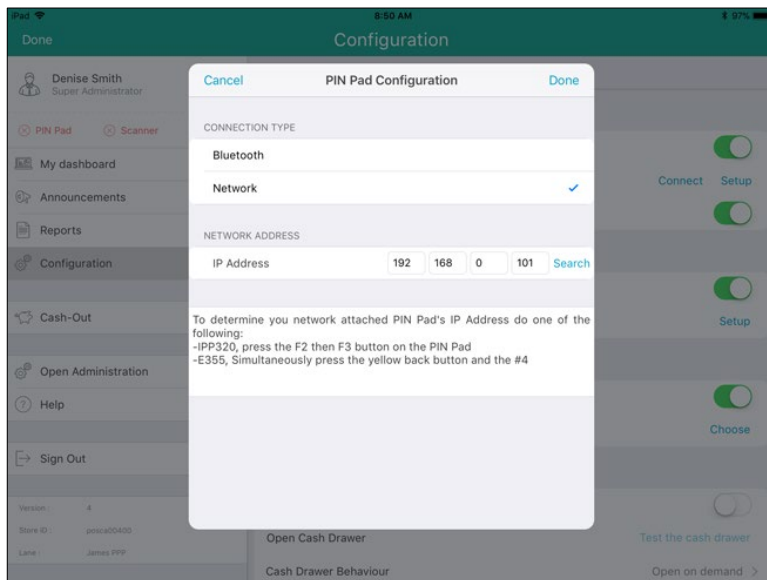 iPad
8:50 AM
97%
Done
Configuration
Denise Smith
Super Administrator
PIN Pad
Scanner
My dashboard
Announcements
Reports
Configuration
Cash-Out
Open Administration
? Help
Sign Out
Version : 4
Store ID : posca00400
Lane : James PPP
Cancel
PIN Pad Configuration
Done
CONNECTION TYPE
Bluetooth
Network
NETWORK ADDRESS
IP Address 192 168 0 101 Search
To determine you network attached PIN Pad's IP Address do one of the
following:
-IPP320, press the F2 then F3 button on the PIN Pad
-E355, Simultaneously press the yellow back button and the #4
Connect Setup
Setup
Choose
Open Cash Drawer
Test the cash drawer
Cash Drawer Behaviour
Open on demand >